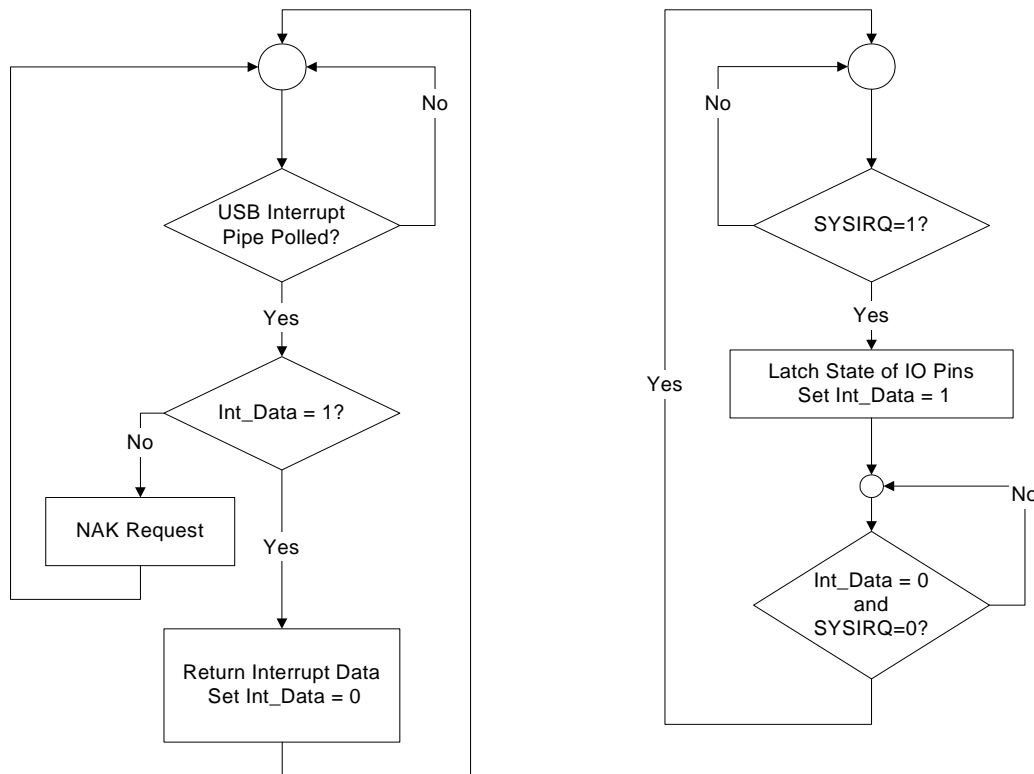 No
USB Interrupt
Pipe Polled?
Yes
Int_Data = 1?
No
NAK Request
Yes
Return Interrupt Data
Set Int_Data = 0
No
SYSIRQ=1?
Yes
Latch State of IO Pins
Set Int_Data = 1
Yes
No
Int_Data = 0
and
SYSIRQ=0?